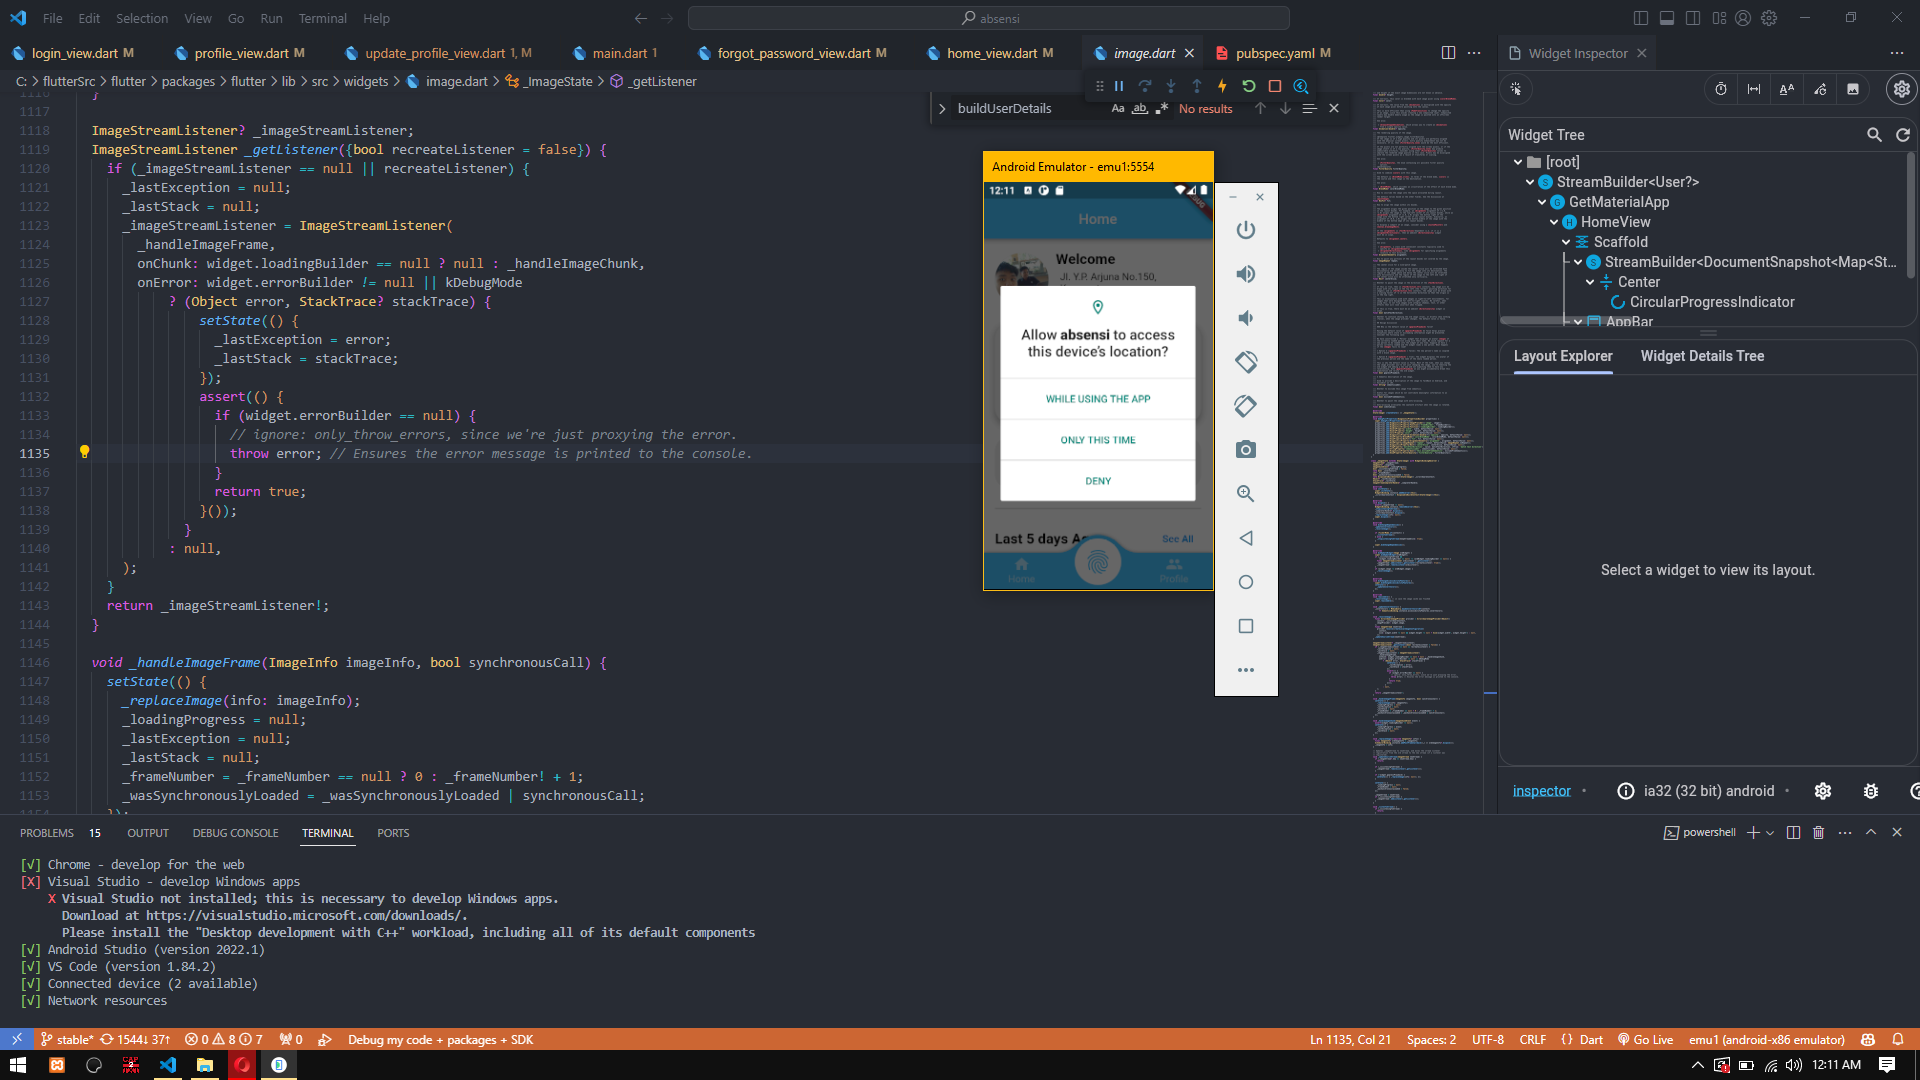 File Edit Selection View Go Run Terminal Help
absensi
login_view.dart M
profile_view.dart M
update_profile_view.dart 1, M
main.dart 1
forgot_password_view.dart M
home_view.dart M
image.dart
pubspec.yaml M
Widget Inspector
C: > flutterSrc > flutter > packages > flutter > lib > src > widgets > image.dart > _ImageState > _getListener
buildUserDetails
Aa ab .* No results
1116 }
1117
1118 ImageStreamListener? _imageStreamListener;
1119 ImageStreamListener _getListener({bool recreateListener = false}) {
1120 if (_imageStreamListener == null || recreateListener) {
1121 _lastException = null;
1122 _lastStack = null;
1123 _imageStreamListener = ImageStreamListener(
1124 _handleImageFrame,
1125 onChunk: widget.loadingBuilder == null ? null : _handleImageChunk,
1126 onError: widget.errorBuilder != null || kDebugMode
1127 ? (Object error, StackTrace? stackTrace) {
1128 setState(() {
1129 _lastException = error;
1130 _lastStack = stackTrace;
1131 });
1132 assert(() {
1133 if (widget.errorBuilder == null) {
1134 // ignore: only_throw_errors, since we're just proxying the error.
1135 throw error; // Ensures the error message is printed to the console.
1136 }
1137 return true;
1138 }());
1139 }
1140 : null,
1141 );
1142 }
1143 return _imageStreamListener!;
1144 }
1145
1146 void _handleImageFrame(ImageInfo imageInfo, bool synchronousCall) {
1147 setState(() {
1148 _replaceImage(info: imageInfo);
1149 _loadingProgress = null;
1150 _lastException = null;
1151 _lastStack = null;
1152 _frameNumber = _frameNumber == null ? 0 : _frameNumber! + 1;
1153 _wasSynchronouslyLoaded = _wasSynchronouslyLoaded | synchronousCall;
1154 });
Android Emulator - emu1:5554
12:11
Home
Welcome
Jl. Y.P. Arjuna No.150,
Allow absensi to access
this device's location?
WHILE USING THE APP
ONLY THIS TIME
DENY
Last 5 days A
See All
Home
Profile
Widget Tree
[root]
StreamBuilder<User?>
GetMaterialApp
HomeView
Scaffold
StreamBuilder<DocumentSnapshot<Map<St...
Center
CircularProgressIndicator
AppBar
Layout Explorer
Widget Details Tree
Select a widget to view its layout.
inspector • ia32 (32 bit) android •
PROBLEMS 15 OUTPUT DEBUG CONSOLE TERMINAL PORTS
powershell
[√] Chrome - develop for the web
[X] Visual Studio - develop Windows apps
X Visual Studio not installed; this is necessary to develop Windows apps.
Download at https://visualstudio.microsoft.com/downloads/.
Please install the "Desktop development with C++" workload, including all of its default components
[√] Android Studio (version 2022.1)
[√] VS Code (version 1.84.2)
[√] Connected device (2 available)
[√] Network resources
stable* 1544↓ 37↑ 0 8 7 0 Debug my code + packages + SDK
Ln 1135, Col 21 Spaces: 2 UTF-8 CRLF {} Dart Go Live emu1 (android-x86 emulator)
12:11 AM